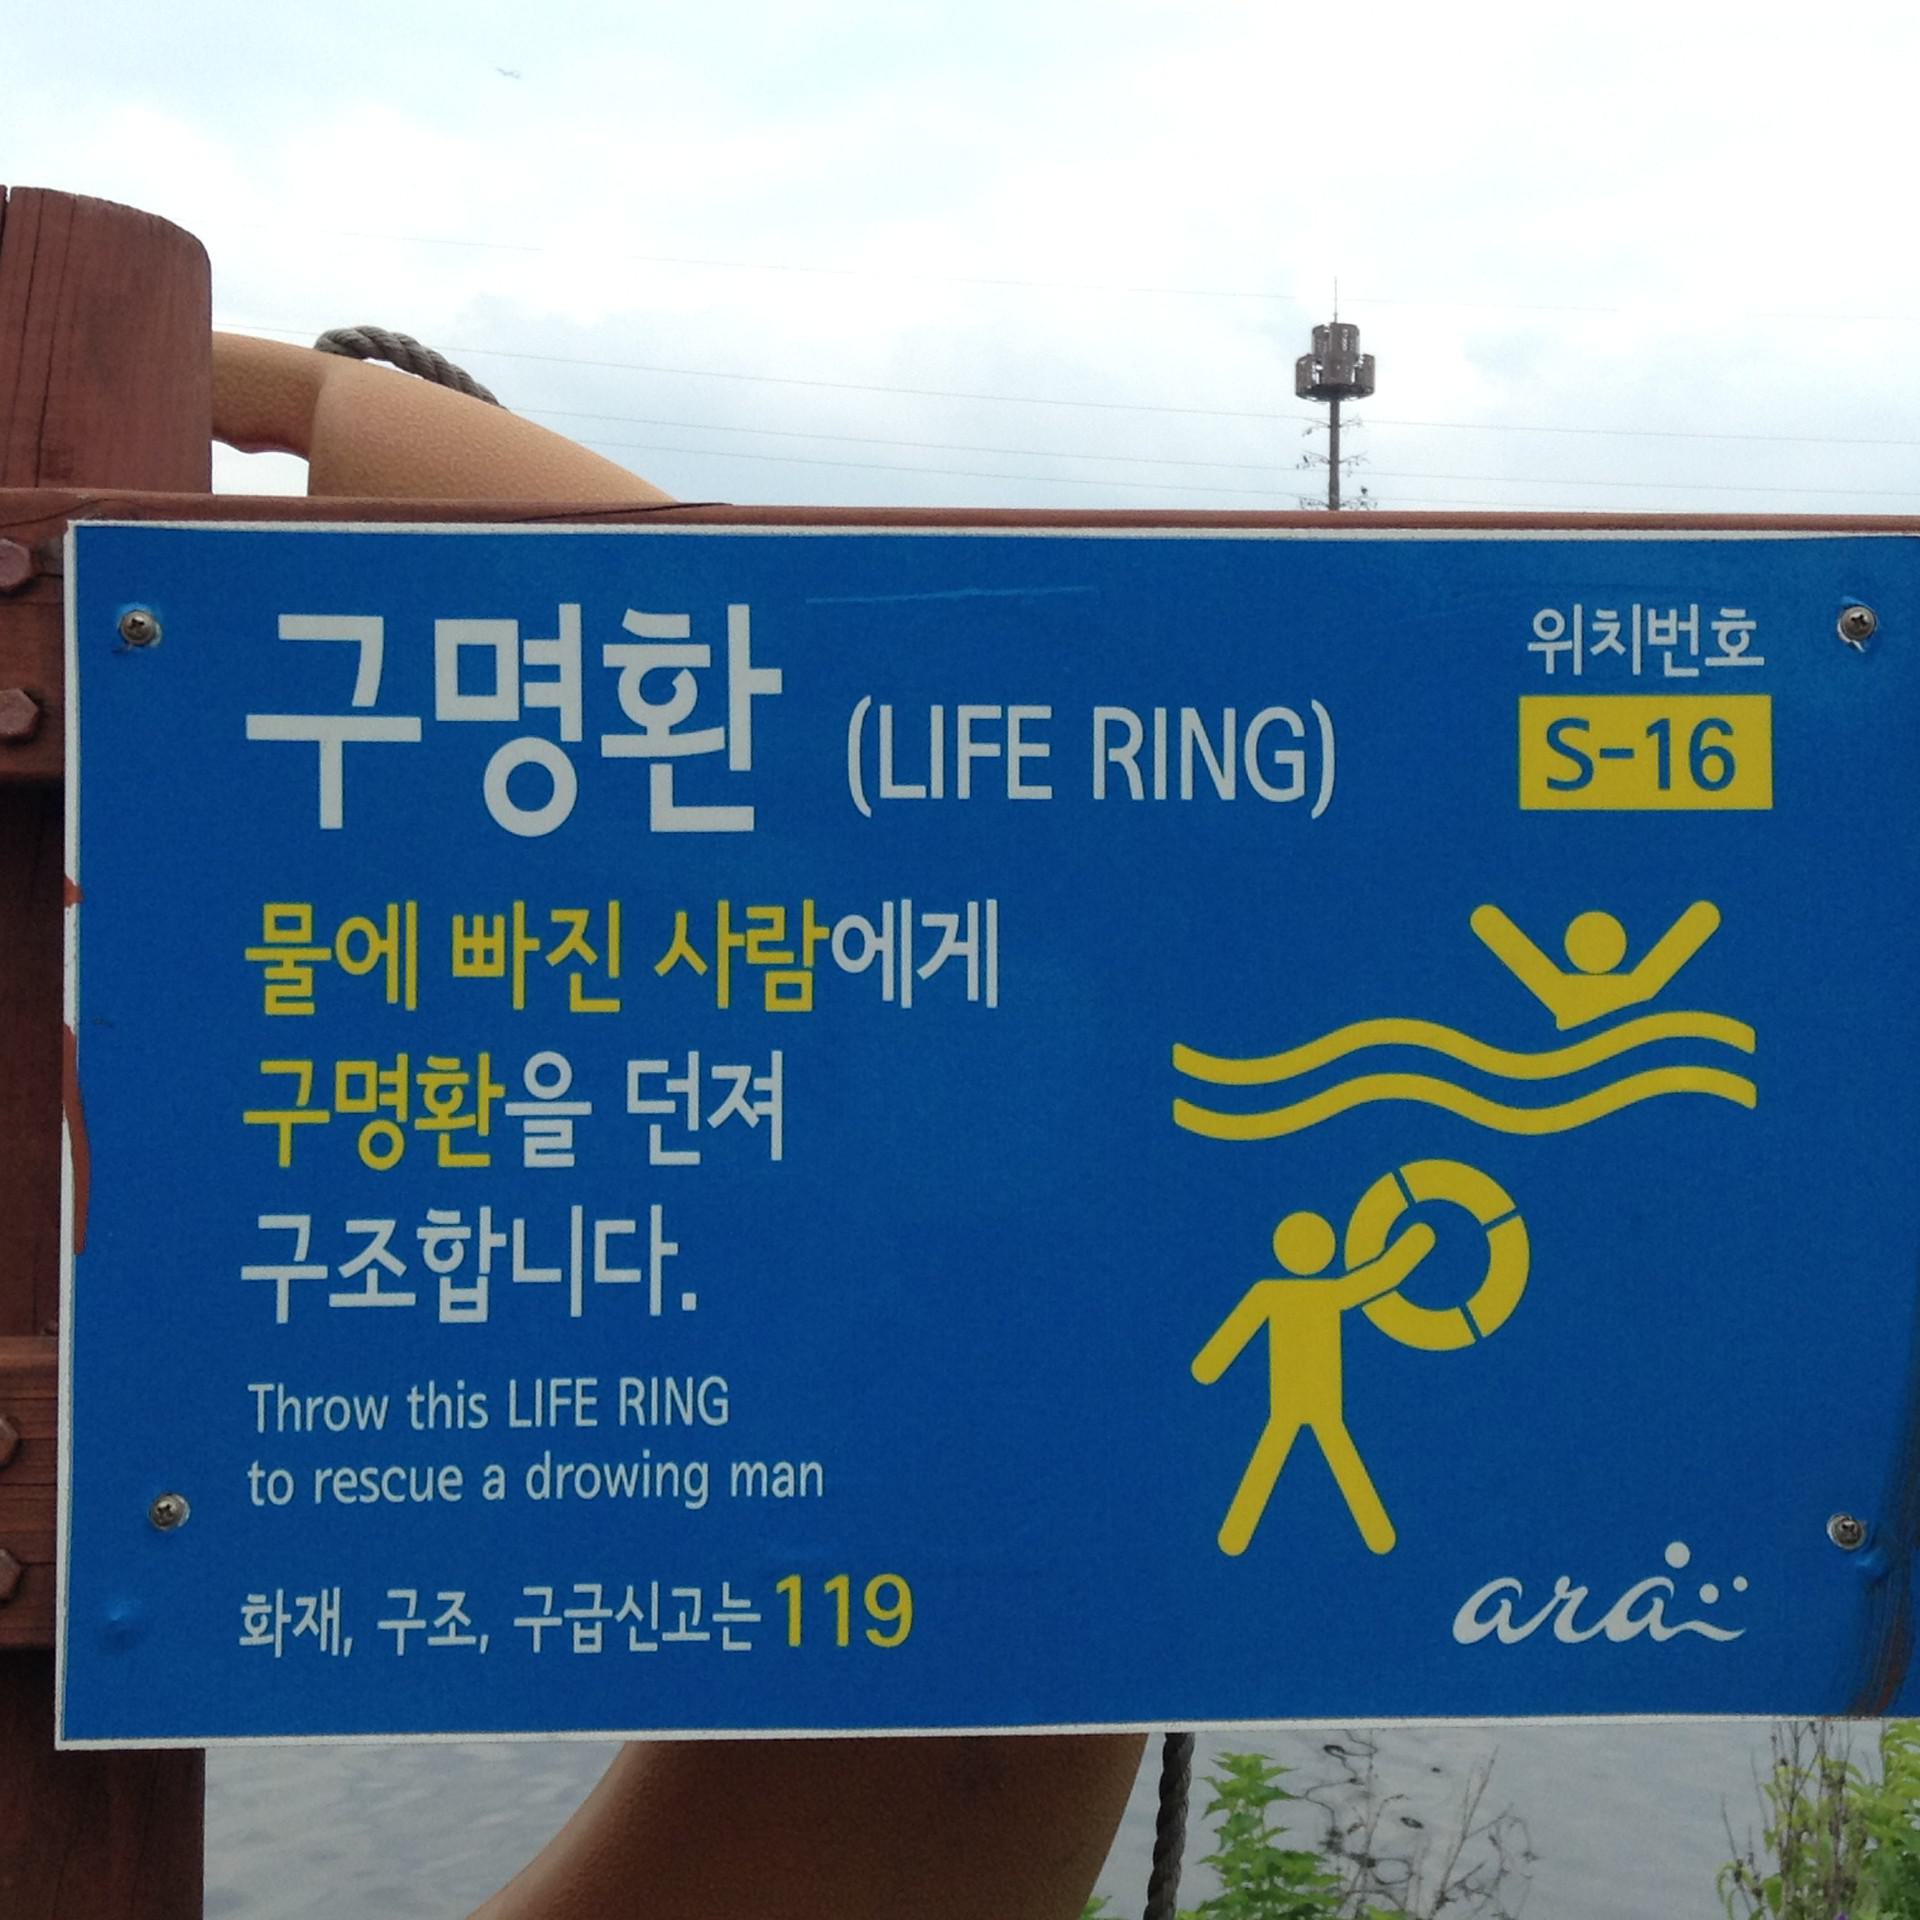 구명환 (LIFE RING)
위치번호
S-16
물에 빠진 사람에게
구명환을 던져
구조합니다.
Throw this LIFE RING
to rescue a drowing man
화재, 구조, 구급신고는 119
ara